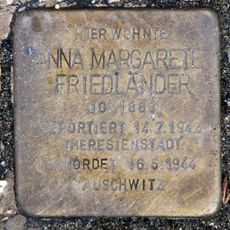 HIER WOHNTE
ANNA MARGARETE
FRIEDLÄNDER
JG.
DEPORTIERT 14.7.1942
THERESIENSTADT
ERMORDET 16.5.1944
AUSCHWITZ